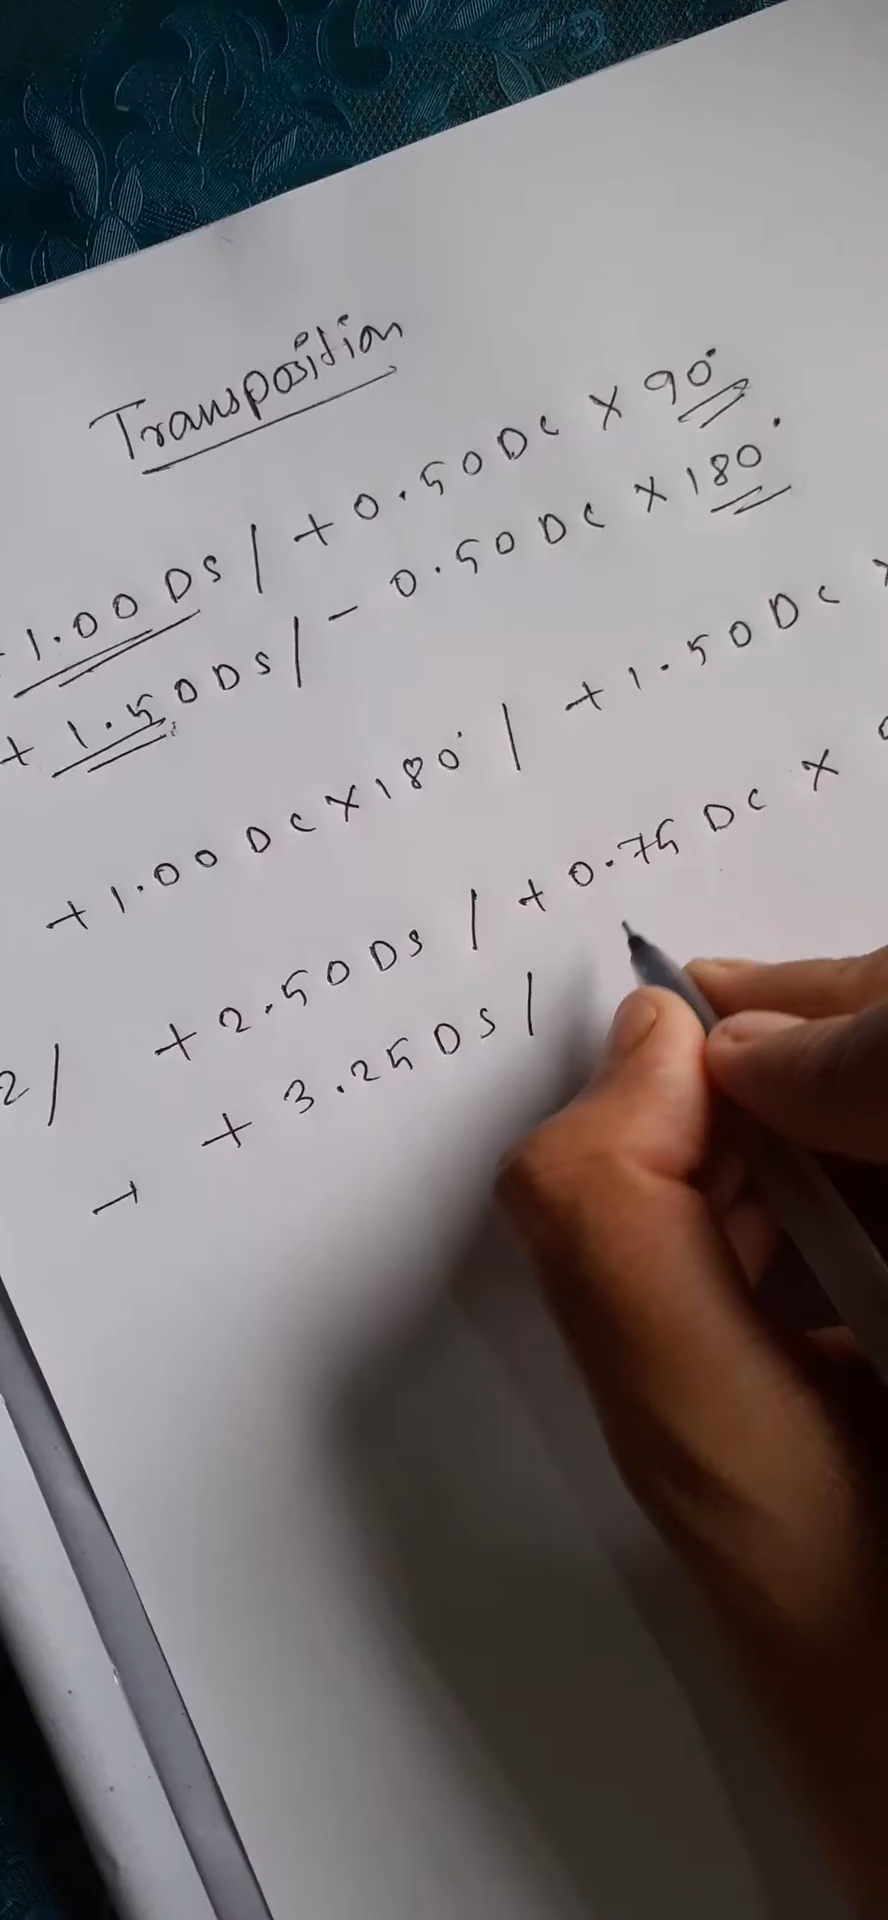 Transposition
1.00 DS / + 0.50 DC X 90°
+ 1.50 DS / - 0.50 DC X 180°
+1.00 DC X 180° / +1.50 DC X
2/ +2.50 DS / + 0.75 DC X
→ + 3.25 DS /